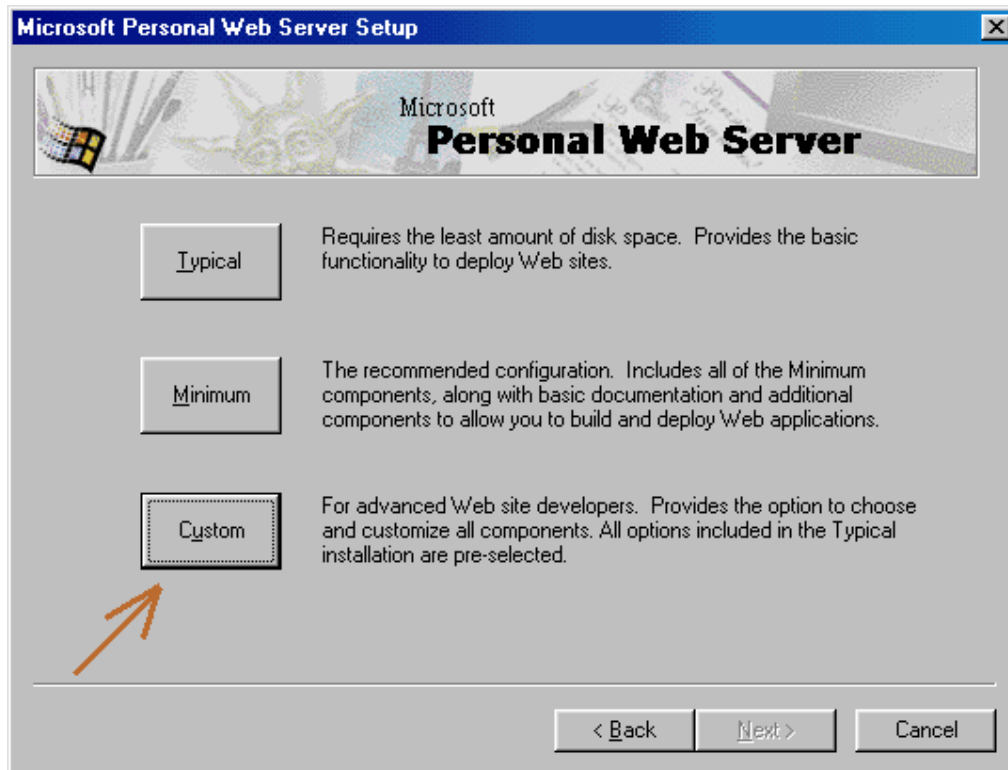 Microsoft Personal Web Server Setup
Microsoft
Personal Web Server
Typical
Requires the least amount of disk space. Provides the basic
functionality to deploy Web sites.
Minimum
The recommended configuration. Includes all of the Minimum
components, along with basic documentation and additional
components to allow you to build and deploy Web applications.
Custom
For advanced Web site developers. Provides the option to choose
and customize all components. All options included in the Typical
installation are pre-selected.
< Back
Next >
Cancel